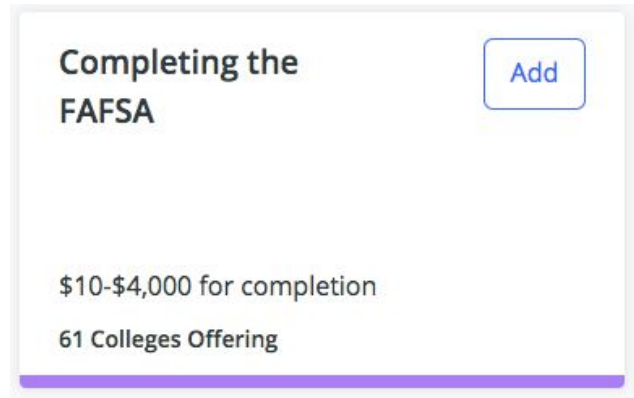 Completing the
FAFSA
Add
$10-$4,000 for completion
61 Colleges Offering